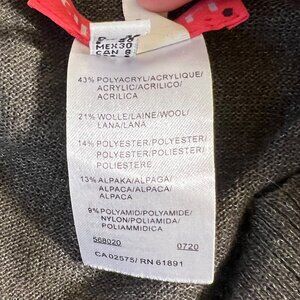 MEX30
CAN 8
43% POLYACRYL/ACRYLIQUE/
ACRYLIC/ACRILICO/
ACRILICA
21% WOLLE/LAINE/WOOL/
LANA/LANA/
14% POLYESTER/POLYESTER/
POLYESTER/POLIESTER/
POLIESTERE
13% ALPAKA/ALPAGA/
ALPACA/ALPACA/
ALPACA
9% POLYAMID/POLYAMIDE/
NYLON/POLIAMIDA/
POLIAMMIDICA
568020 0720
CA 02575/ RN 61891